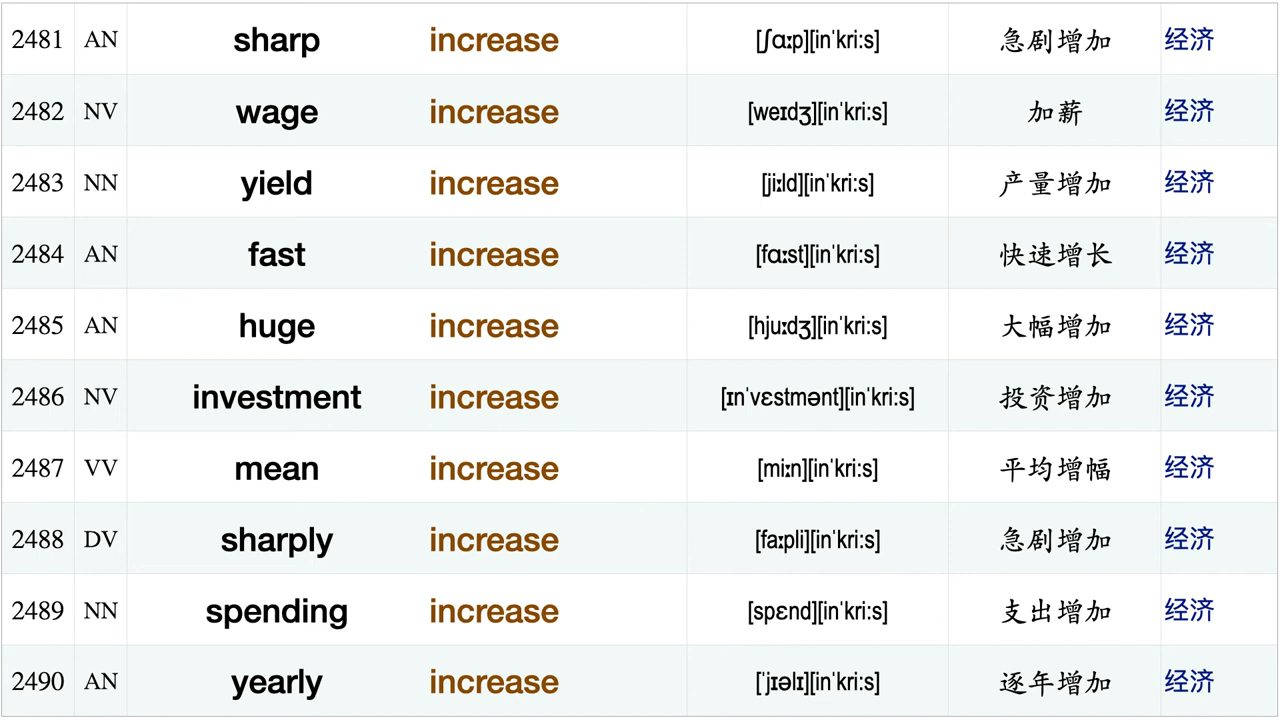 2481 AN sharp increase [ʃɑːp][inˈkriːs] 急剧增加 经济
2482 NV wage increase [weɪdʒ][inˈkriːs] 加薪 经济
2483 NN yield increase [jiːld][inˈkriːs] 产量增加 经济
2484 AN fast increase [fɑːst][inˈkriːs] 快速增长 经济
2485 AN huge increase [hjuːdʒ][inˈkriːs] 大幅增加 经济
2486 NV investment increase [ɪnˈvɛstmənt][inˈkriːs] 投资增加 经济
2487 VV mean increase [miːn][inˈkriːs] 平均增幅 经济
2488 DV sharply increase [faːpli][inˈkriːs] 急剧增加 经济
2489 NN spending increase [spɛnd][inˈkriːs] 支出增加 经济
2490 AN yearly increase [ˈjɪəlɪ][inˈkriːs] 逐年增加 经济